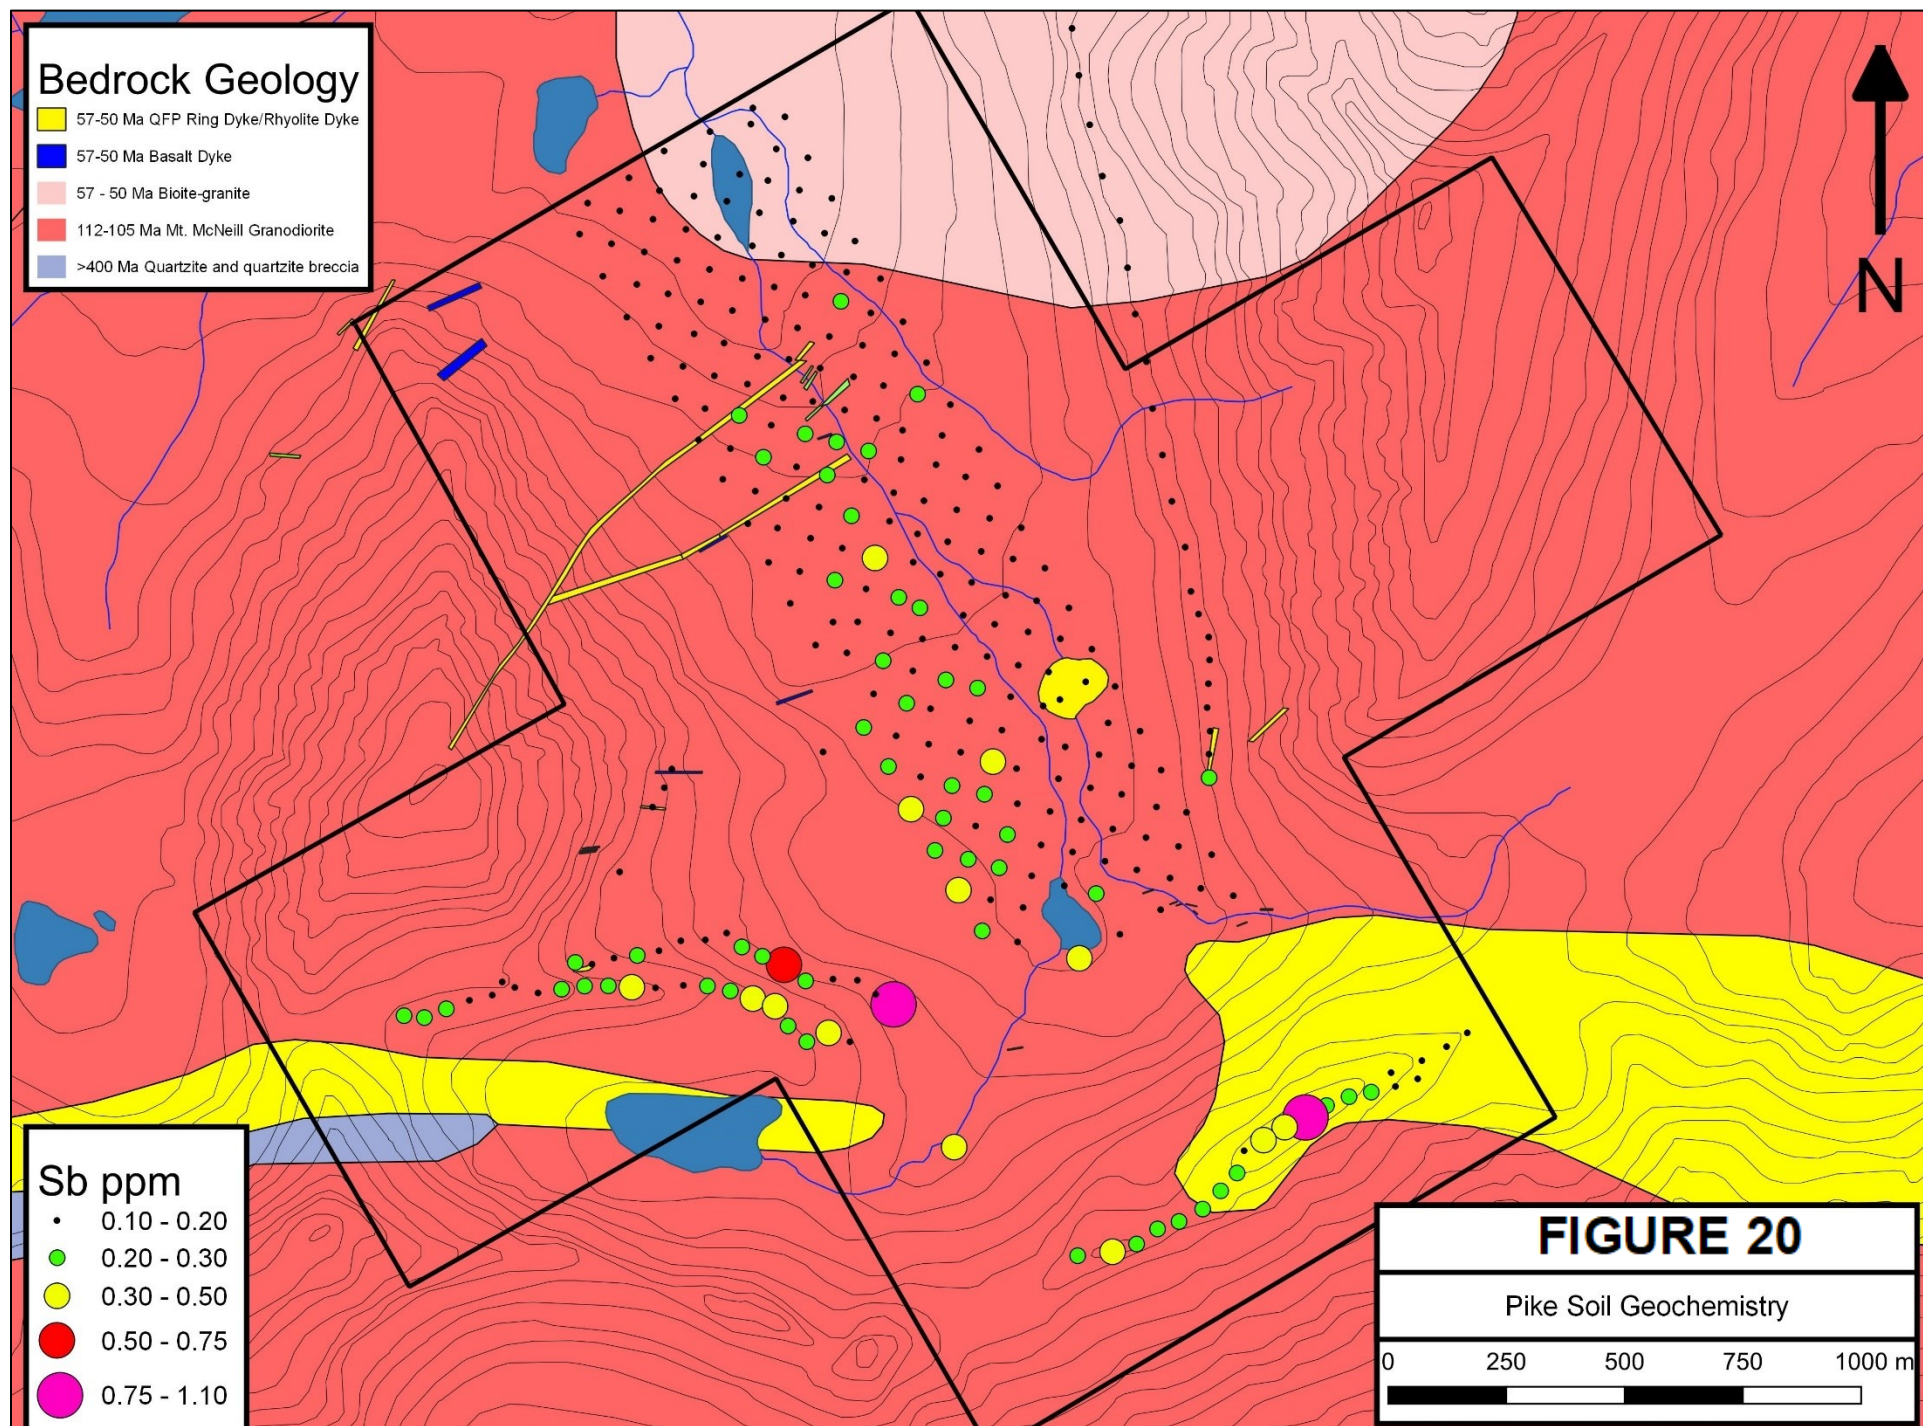 Bedrock Geology
57-50 Ma QFP Ring Dyke/Rhyolite Dyke
57-50 Ma Basalt Dyke
57 - 50 Ma Bioite-granite
112-105 Ma Mt. McNeill Granodiorite
>400 Ma Quartzite and quartzite breccia
N
Sb ppm
0.10 - 0.20
0.20 - 0.30
0.30 - 0.50
0.50 - 0.75
0.75 - 1.10
FIGURE 20
Pike Soil Geochemistry
0 250 500 750 1000 m